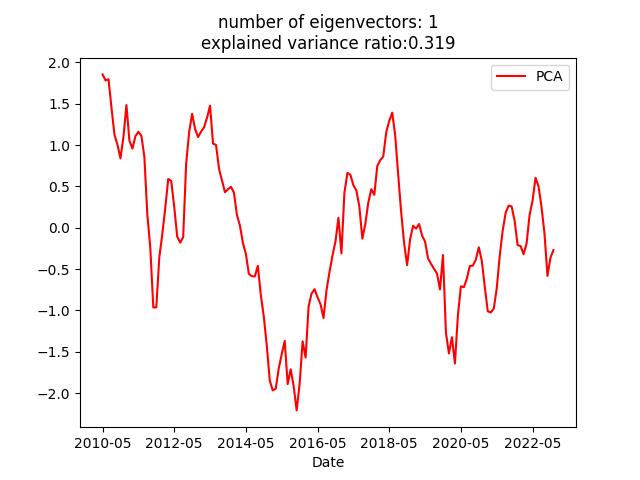 number of eigenvectors: 1
explained variance ratio:0.319
PCA
2.0
1.5
1.0
0.5
0.0
−0.5
−1.0
−1.5
−2.0
2010-05 2012-05 2014-05 2016-05 2018-05 2020-05 2022-05
Date